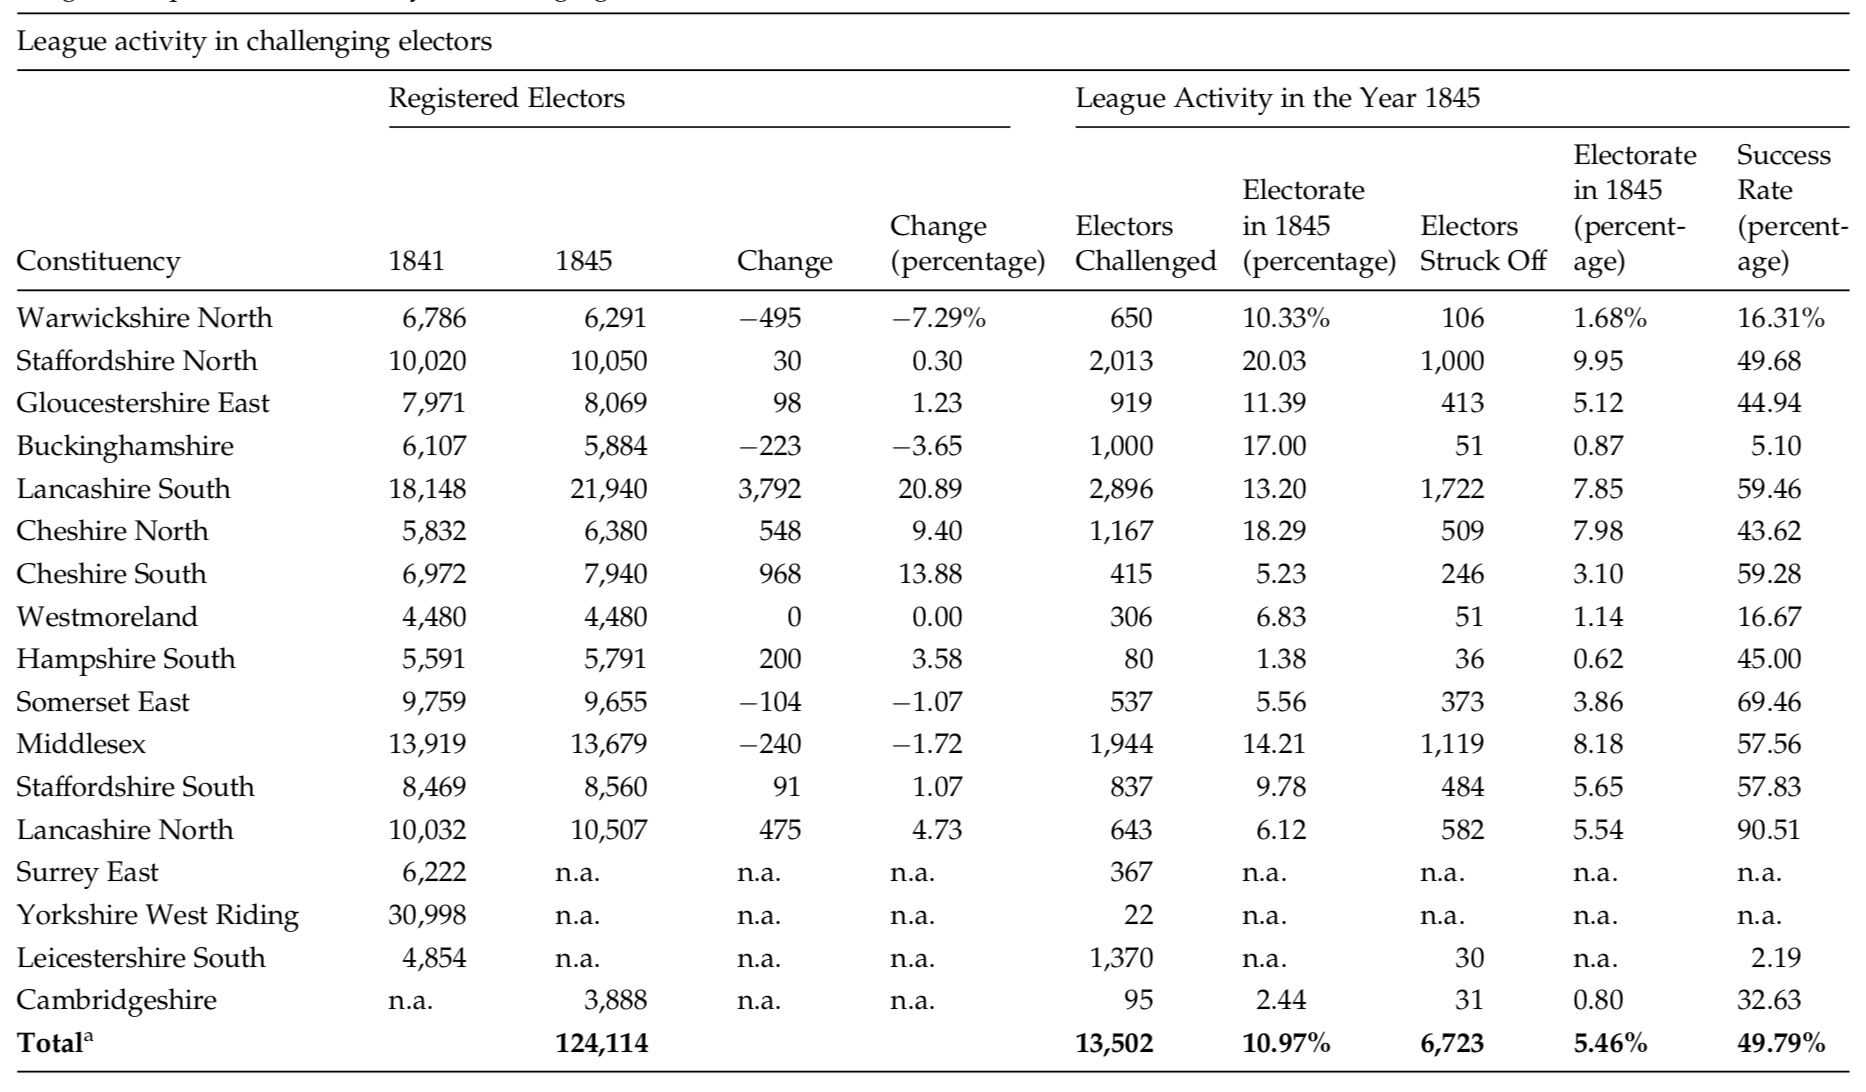 League activity in challenging electors
Registered Electors League Activity in the Year 1845
Constituency 1841 1845 Change Change (percentage) Electors Challenged Electorate in 1845 (percentage) Electors Struck Off Electorate in 1845 (percent-age) Success Rate (percent-age)
Warwickshire North 6,786 6,291 −495 −7.29% 650 10.33% 106 1.68% 16.31%
Staffordshire North 10,020 10,050 30 0.30 2,013 20.03 1,000 9.95 49.68
Gloucestershire East 7,971 8,069 98 1.23 919 11.39 413 5.12 44.94
Buckinghamshire 6,107 5,884 −223 −3.65 1,000 17.00 51 0.87 5.10
Lancashire South 18,148 21,940 3,792 20.89 2,896 13.20 1,722 7.85 59.46
Cheshire North 5,832 6,380 548 9.40 1,167 18.29 509 7.98 43.62
Cheshire South 6,972 7,940 968 13.88 415 5.23 246 3.10 59.28
Westmoreland 4,480 4,480 0 0.00 306 6.83 51 1.14 16.67
Hampshire South 5,591 5,791 200 3.58 80 1.38 36 0.62 45.00
Somerset East 9,759 9,655 −104 −1.07 537 5.56 373 3.86 69.46
Middlesex 13,919 13,679 −240 −1.72 1,944 14.21 1,119 8.18 57.56
Staffordshire South 8,469 8,560 91 1.07 837 9.78 484 5.65 57.83
Lancashire North 10,032 10,507 475 4.73 643 6.12 582 5.54 90.51
Surrey East 6,222 n.a. n.a. n.a. 367 n.a. n.a. n.a. n.a.
Yorkshire West Riding 30,998 n.a. n.a. n.a. 22 n.a. n.a. n.a. n.a.
Leicestershire South 4,854 n.a. n.a. n.a. 1,370 n.a. 30 n.a. 2.19
Cambridgeshire n.a. 3,888 n.a. n.a. 95 2.44 31 0.80 32.63
Totalᵃ 124,114 13,502 10.97% 6,723 5.46% 49.79%